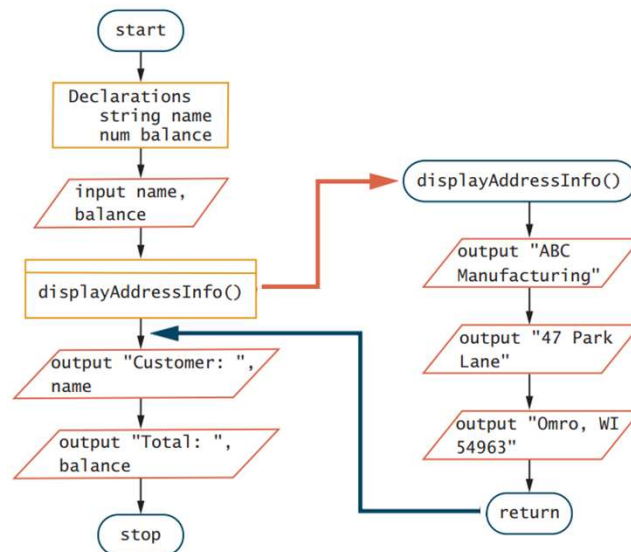 start
Declarations
string name
num balance
input name,
balance
displayAddressInfo()
output "Customer: ",
name
output "Total: ",
balance
stop
displayAddressInfo()
output "ABC
Manufacturing"
output "47 Park
Lane"
output "Omro, WI
54963"
return